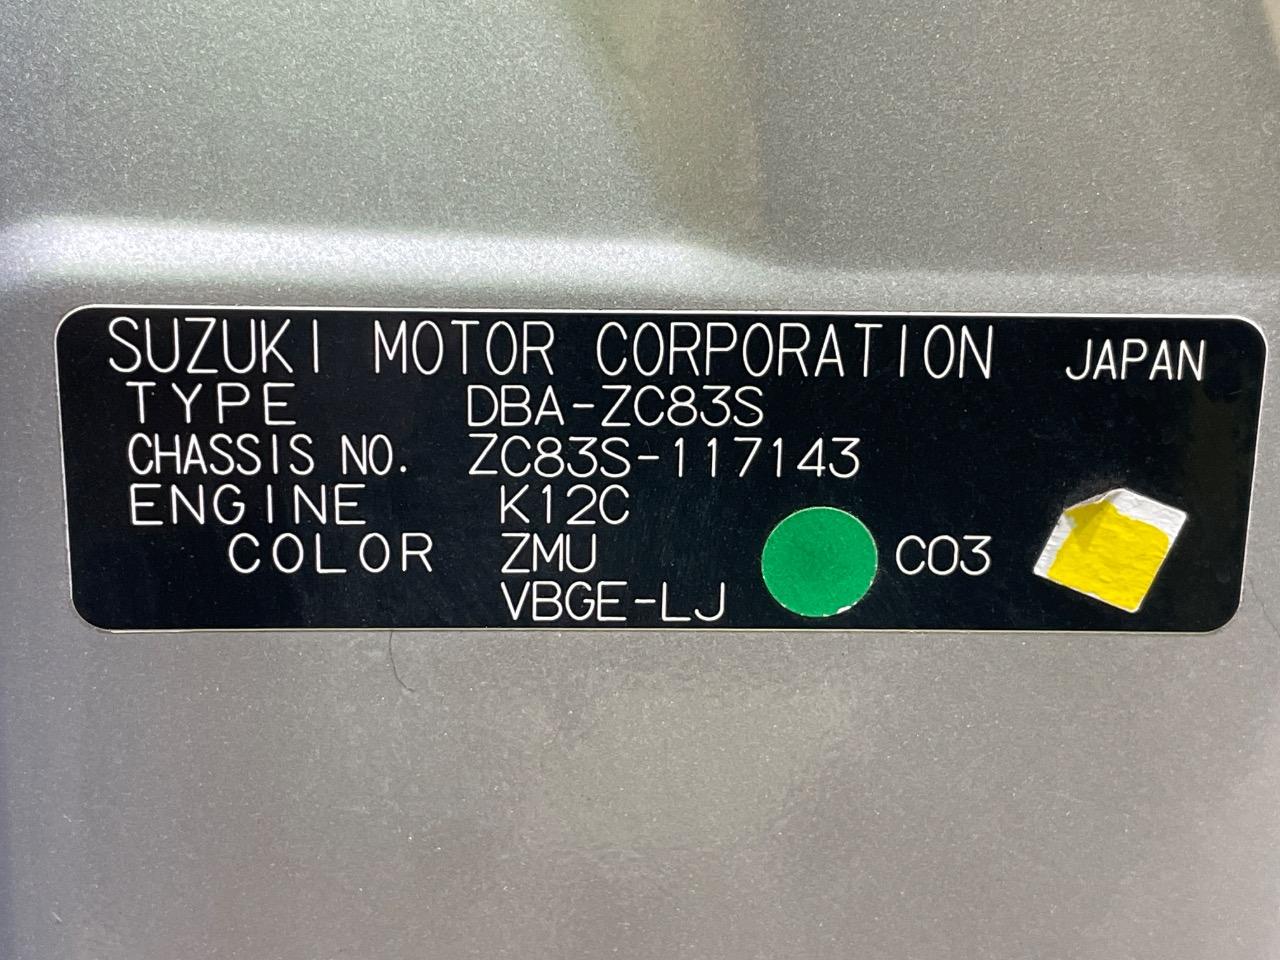 SUZUKI MOTOR CORPORATION JAPAN
TYPE DBA-ZC83S
CHASSIS NO. ZC83S-117143
ENGINE K12C
COLOR ZMU C03
VBGE-LJ